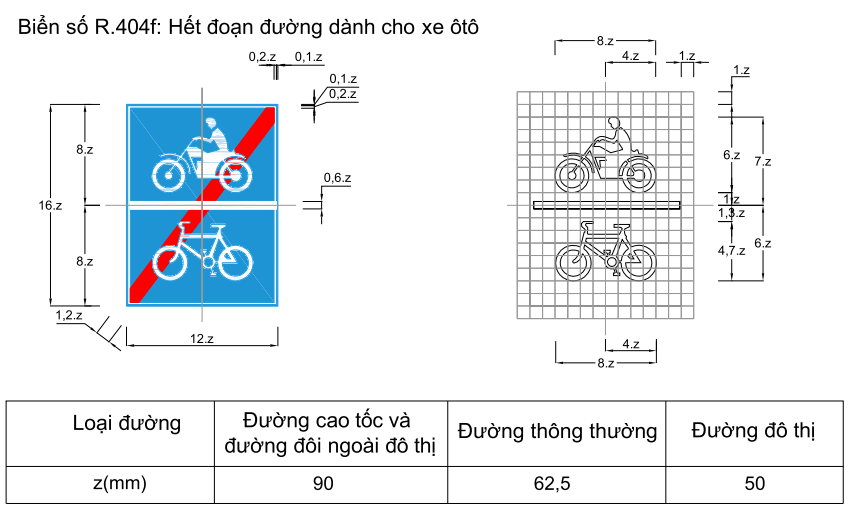 Biển số R.404f: Hết đoạn đường dành cho xe ôtô
8.z
4.z
1.z
0,2.z
0,1.z
1.z
0,1.z
0,2.z
8.z
6.z
7.z
0,6.z
16.z
1.z
1,3.z
8.z
4,7.z
6.z
1,2.z
12.z
4.z
8.z
Loại đường
Đường cao tốc và
đường đôi ngoài đô thị
Đường thông thường
Đường đô thị
z(mm)
90
62,5
50